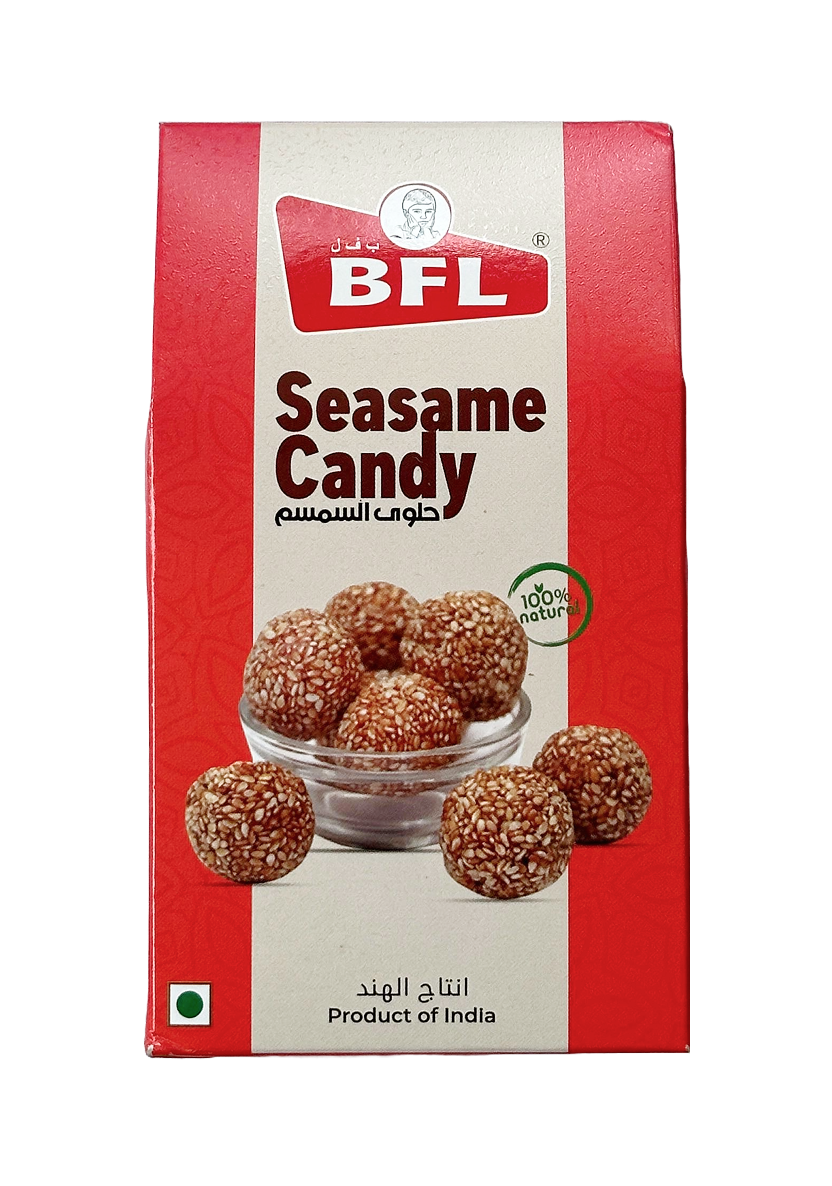 ب ف ل
BFL
®
Seasame
Candy
حلوى السمسم
100%
natural
انتاج الهند
Product of India